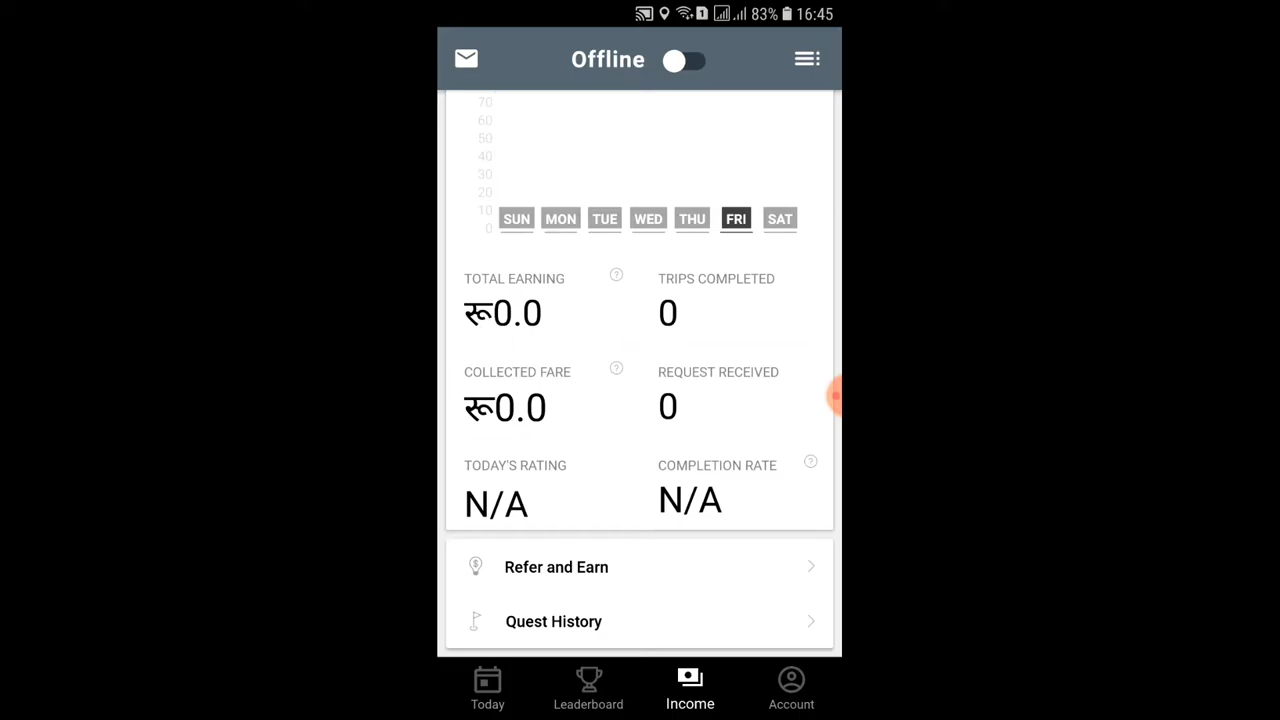 1 83% 16:45
Offline
70
60
50
40
30
20
10
0
SUN MON TUE WED THU FRI SAT
TOTAL EARNING ? TRIPS COMPLETED
रू0.0 0
COLLECTED FARE ? REQUEST RECEIVED
रू0.0 0
TODAY'S RATING COMPLETION RATE ?
N/A N/A
$ Refer and Earn
Quest History
Today Leaderboard Income Account